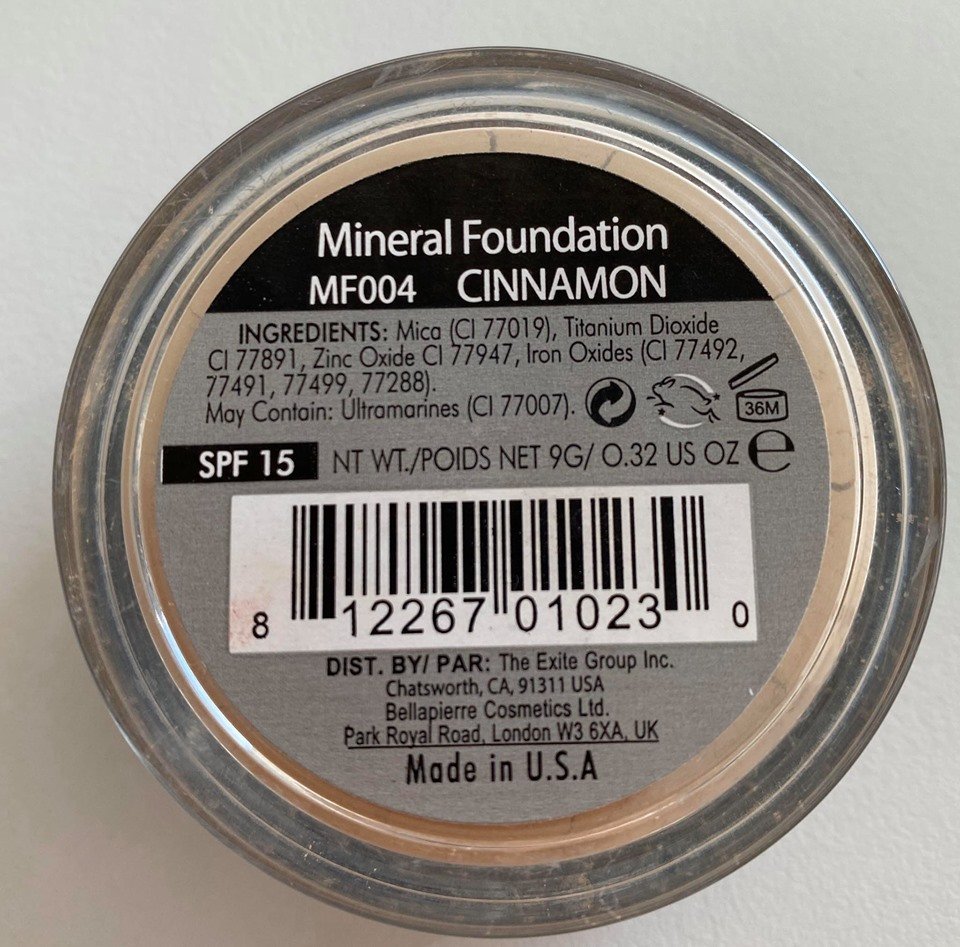 Mineral Foundation
MF004 CINNAMON
INGREDIENTS: Mica (CI 77019), Titanium Dioxide
CI 77891, Zinc Oxide CI 77947, Iron Oxides (CI 77492,
77491, 77499, 77288).
May Contain: Ultramarines (CI 77007).
36M
SPF 15 NT WT./POIDS NET 9G/ 0.32 US OZ e
8 12267 01023 0
DIST. BY/ PAR: The Exite Group Inc.
Chatsworth, CA, 91311 USA
Bellapierre Cosmetics Ltd.
Park Royal Road, London W3 6XA, UK
Made in U.S.A